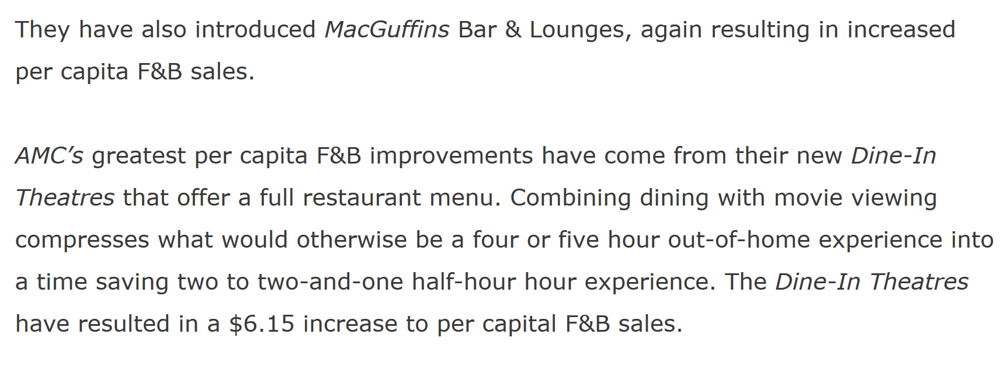 They have also introduced MacGuffins Bar & Lounges, again resulting in increased
per capita F&B sales.
AMC’s greatest per capita F&B improvements have come from their new Dine-In
Theatres that offer a full restaurant menu. Combining dining with movie viewing
compresses what would otherwise be a four or five hour out-of-home experience into
a time saving two to two-and-one half-hour hour experience. The Dine-In Theatres
have resulted in a $6.15 increase to per capital F&B sales.